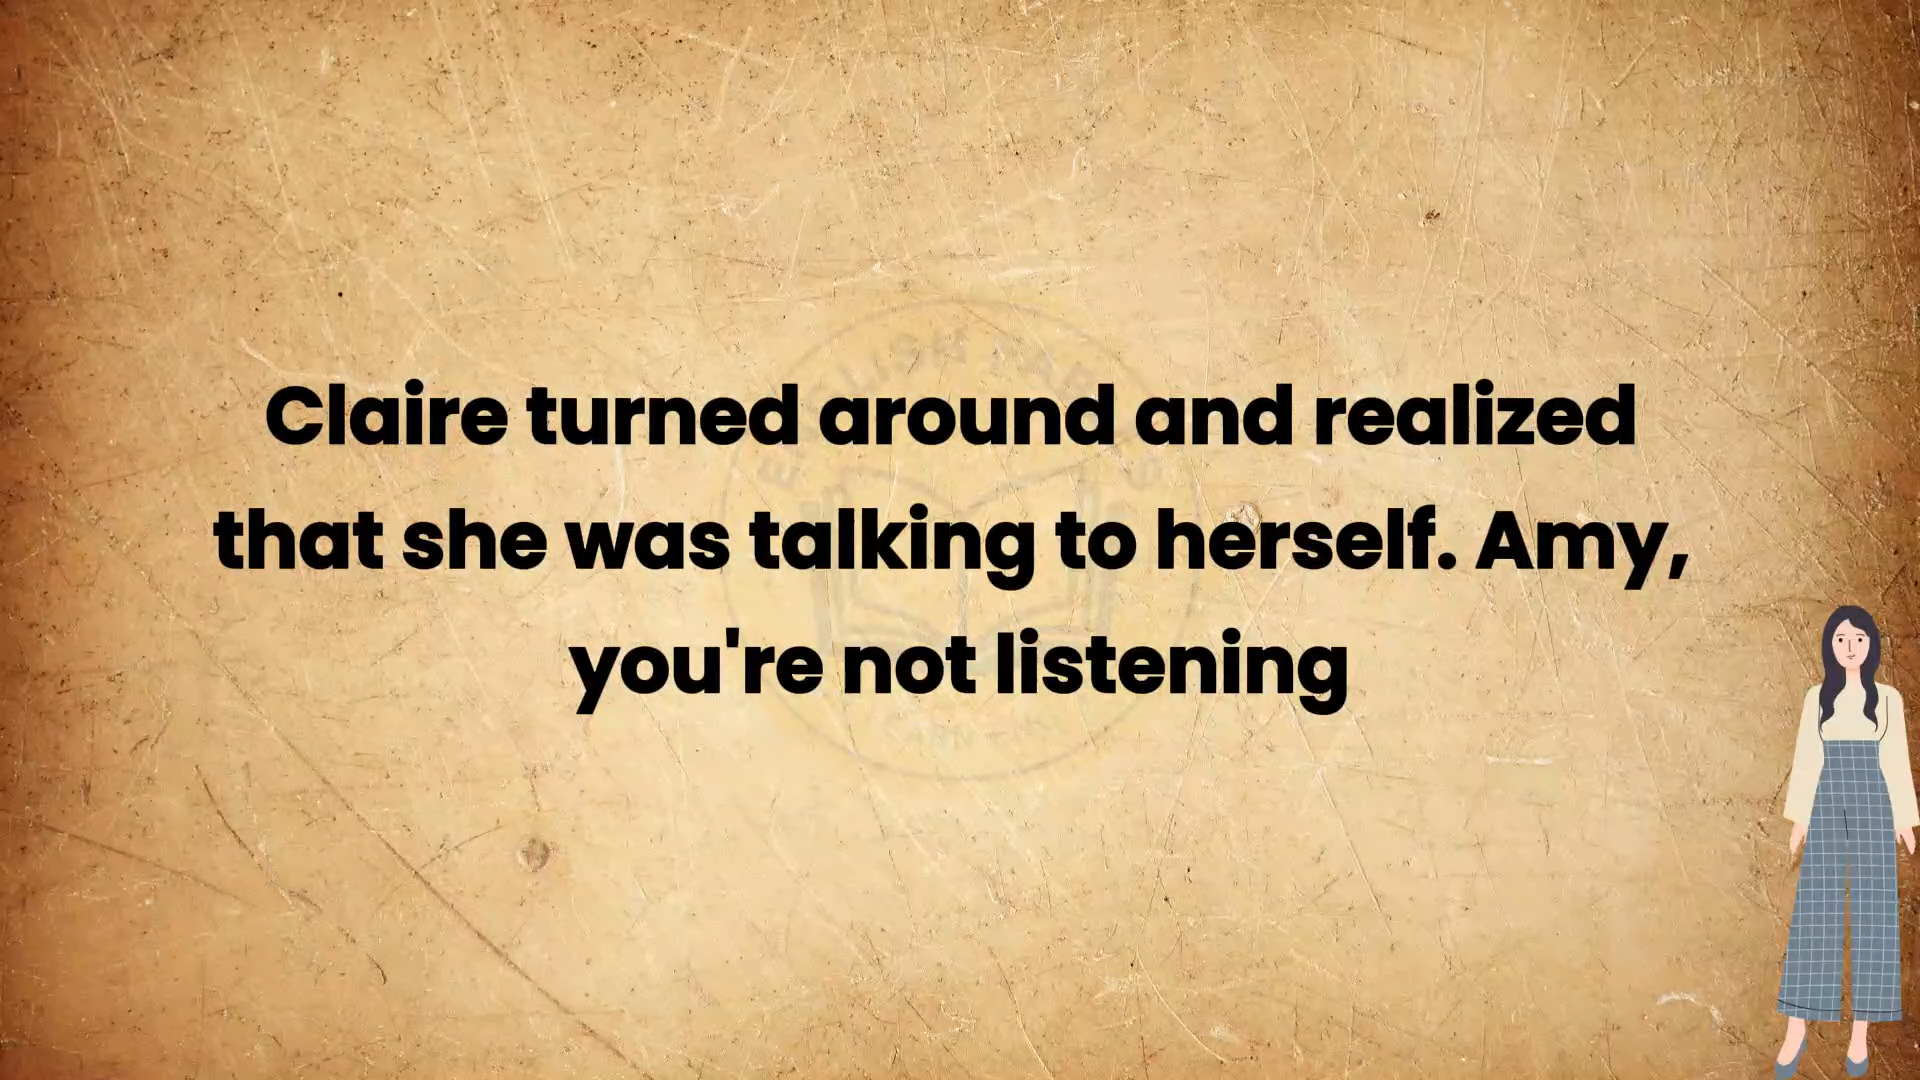 Claire turned around and realized
that she was talking to herself. Amy,
you're not listening